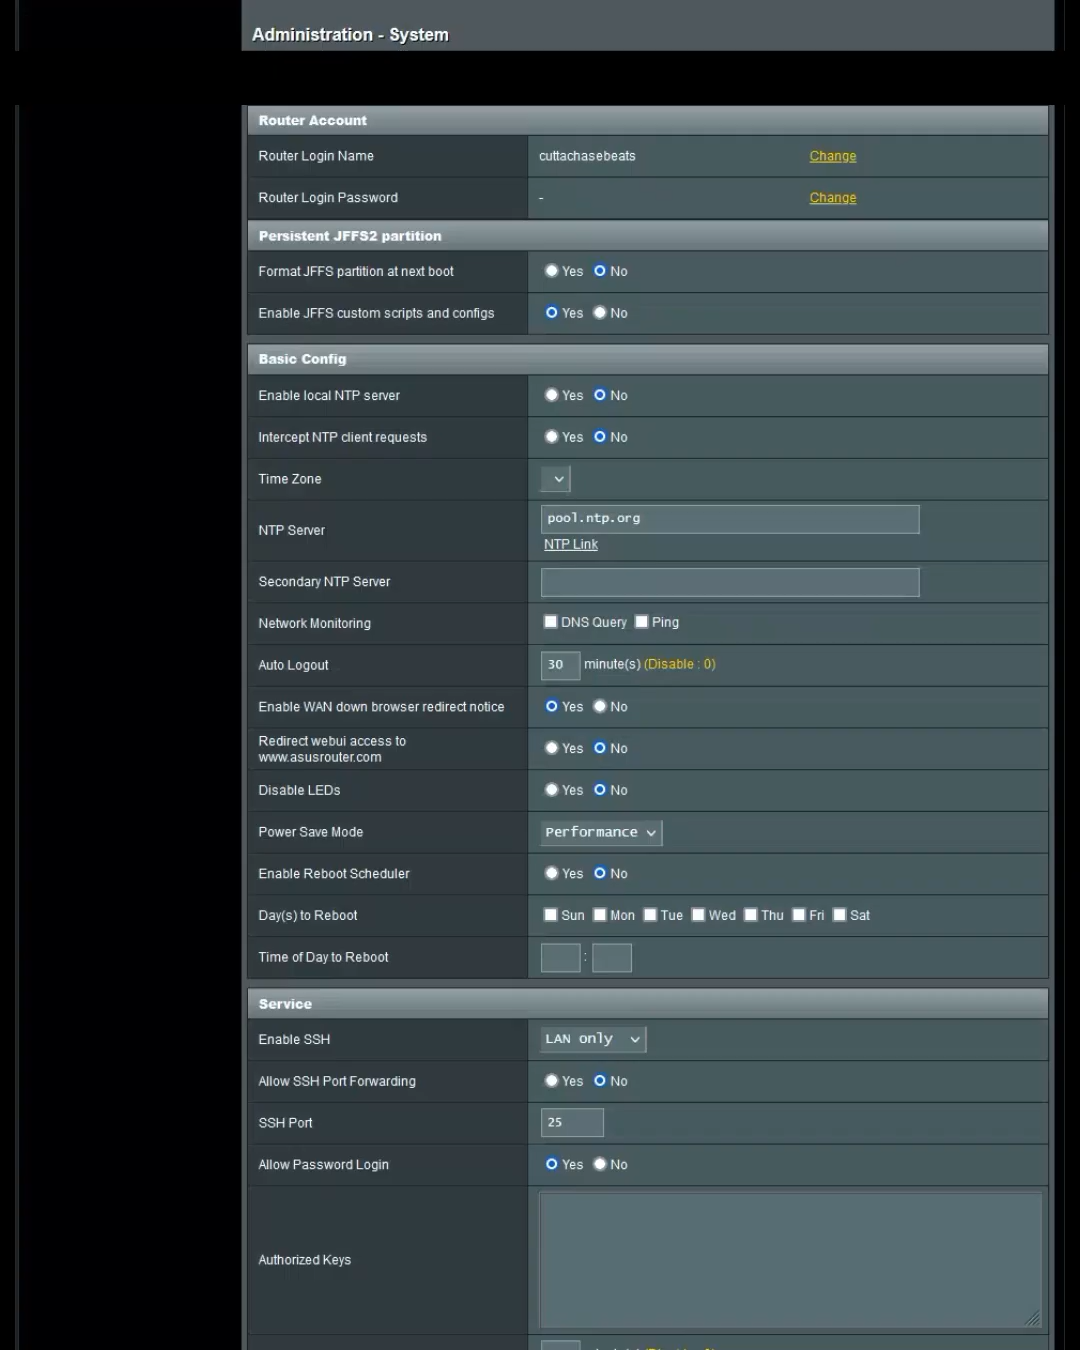 Administration - System
Router Account
Router Login Name cuttachasebeats Change
Router Login Password - Change
Persistent JFFS2 partition
Format JFFS partition at next boot Yes No
Enable JFFS custom scripts and configs Yes No
Basic Config
Enable local NTP server Yes No
Intercept NTP client requests Yes No
Time Zone
NTP Server pool.ntp.org
NTP Link
Secondary NTP Server
Network Monitoring DNS Query Ping
Auto Logout 30 minute(s) (Disable : 0)
Enable WAN down browser redirect notice Yes No
Redirect webui access to
www.asusrouter.com Yes No
Disable LEDs Yes No
Power Save Mode Performance
Enable Reboot Scheduler Yes No
Day(s) to Reboot Sun Mon Tue Wed Thu Fri Sat
Time of Day to Reboot :
Service
Enable SSH LAN only
Allow SSH Port Forwarding Yes No
SSH Port 25
Allow Password Login Yes No
Authorized Keys